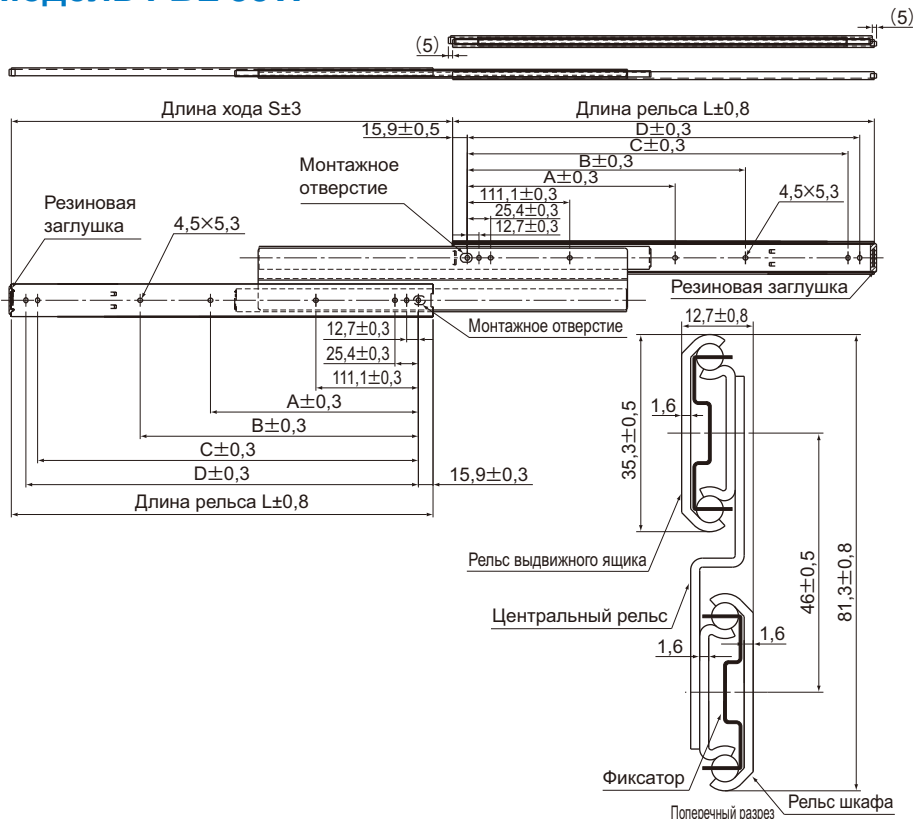 (5)
(5)
Длина хода S±3
Длина рельса L±0,8
15,9±0,5
D±0,3
C±0,3
B±0,3
A±0,3
Монтажное
отверстие
111,1±0,3
25,4±0,3
12,7±0,3
4,5×5,3
Резиновая
заглушка
4,5×5,3
Резиновая заглушка
Монтажное отверстие
12,7±0,3
25,4±0,3
111,1±0,3
A±0,3
B±0,3
C±0,3
D±0,3
15,9±0,3
Длина рельса L±0,8
12,7±0,8
1,6
35,3±0,5
Рельс выдвижного ящика
46±0,5
81,3±0,8
Центральный рельс
1,6
1,6
Фиксатор
Рельс шкафа
Поперечный разрез